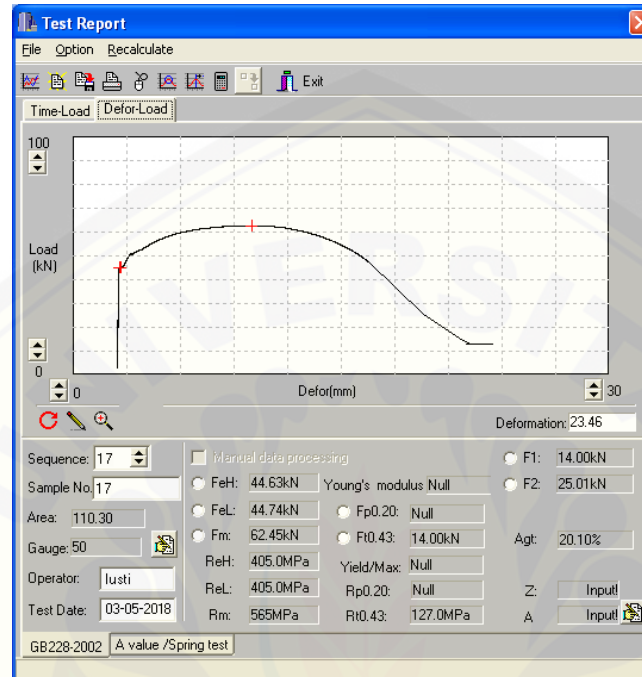 Test Report
File Option Recalculate
Exit
Time-Load Defor-Load
100
Load
(kN)
0
0 Defor(mm) 30
Deformation: 23.46
Sequence: 17 Manual data processing F1: 14.00kN
Sample No. 17 FeH: 44.63kN Young's modulus Null F2: 25.01kN
Area: 110.30 FeL: 44.74kN Fp0.20: Null
Gauge: 50 Fm: 62.45kN Ft0.43: 14.00kN Agt: 20.10%
ReH: 405.0MPa Yield/Max: Null
Operator: lusti ReL: 405.0MPa Rp0.20: Null Z: Input!
Test Date: 03-05-2018 Rm: 565MPa Rt0.43: 127.0MPa A Input!
GB228-2002 A value /Spring test
UNIVERSIT